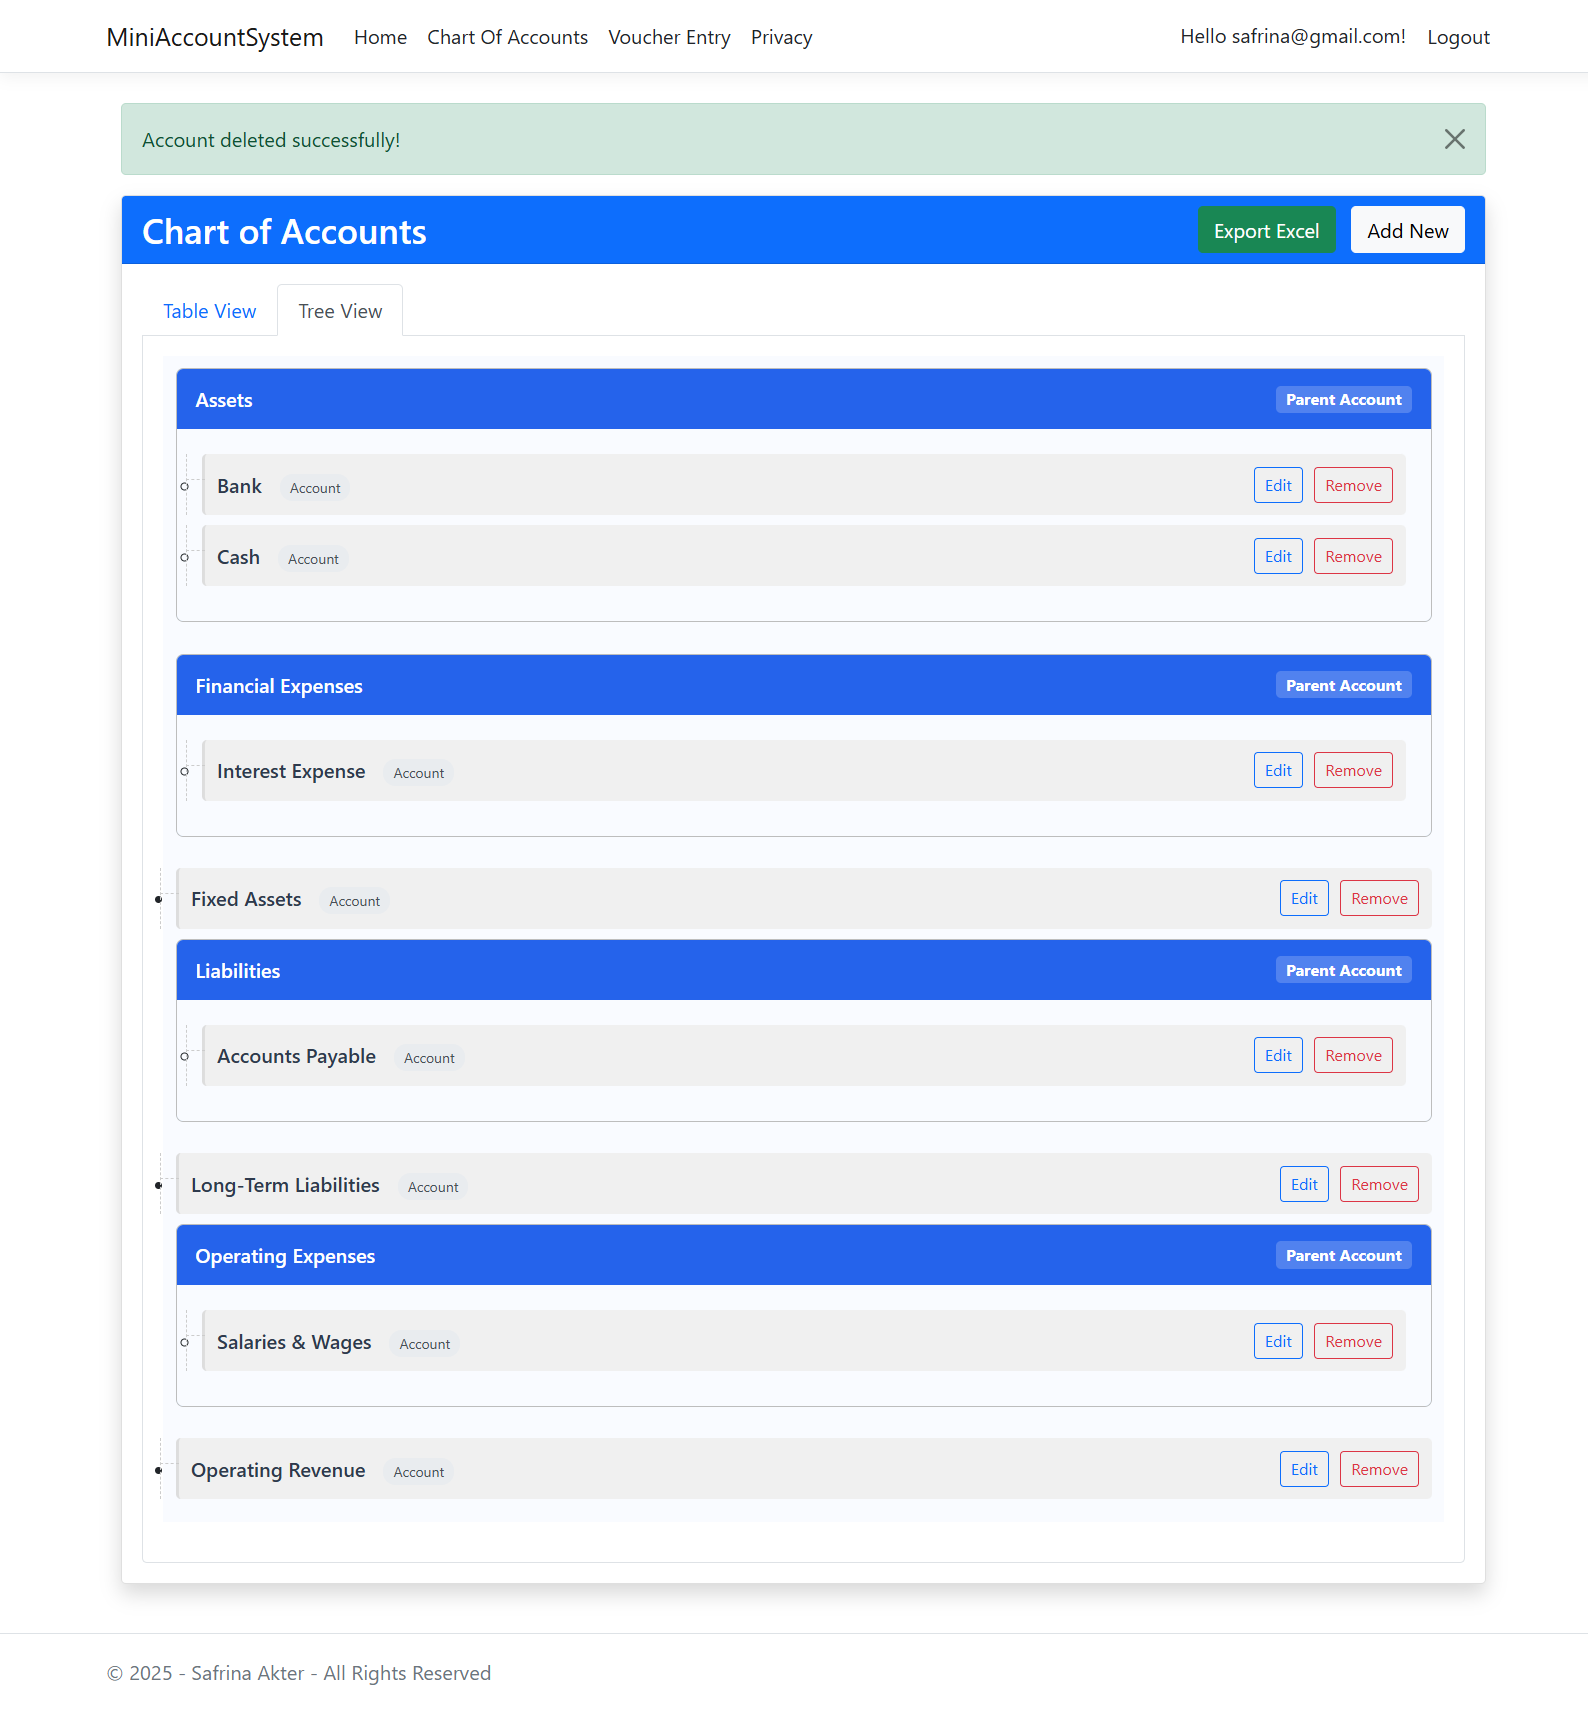 MiniAccountSystem Home Chart Of Accounts Voucher Entry Privacy Hello safrina@gmail.com! Logout
Account deleted successfully!
Chart of Accounts Export Excel Add New
Table View Tree View
Assets Parent Account
Bank Account Edit Remove
Cash Account Edit Remove
Financial Expenses Parent Account
Interest Expense Account Edit Remove
Fixed Assets Account Edit Remove
Liabilities Parent Account
Accounts Payable Account Edit Remove
Long-Term Liabilities Account Edit Remove
Operating Expenses Parent Account
Salaries & Wages Account Edit Remove
Operating Revenue Account Edit Remove
© 2025 - Safrina Akter - All Rights Reserved